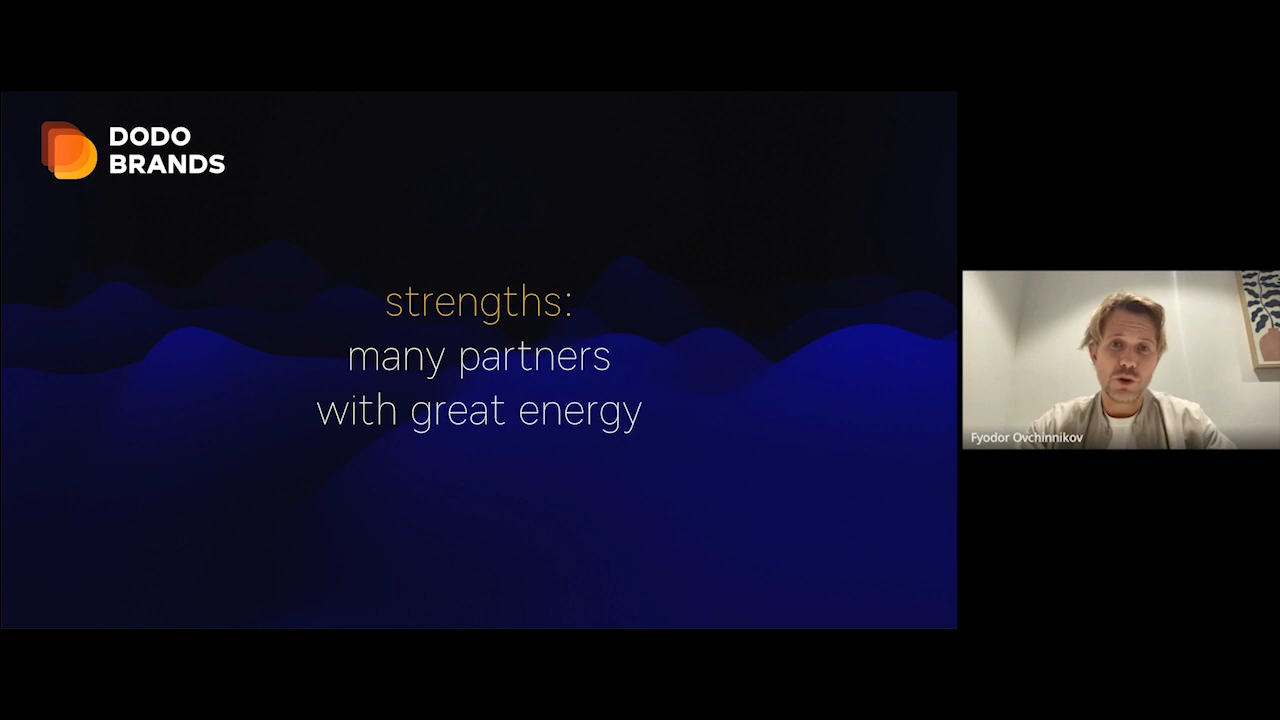 DODO
BRANDS
strengths:
many partners
with great energy
Fyodor Ovchinnikov